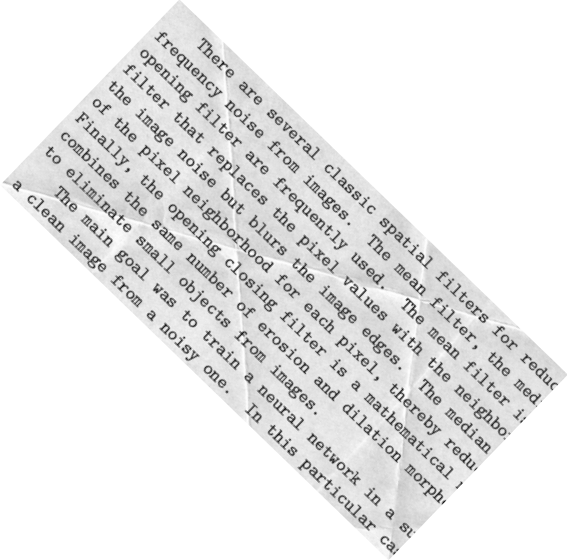 There are several classic spatial filters for reduc
frequency noise from images. The mean filter, the med
opening filter are frequently used. The mean filter i
filter that replaces the pixel values with the neighbo
the image noise but blurs the image edges. The median
of the pixel neighborhood for each pixel, thereby redu
Finally, the opening closing filter is a mathematical
combines the same number of erosion and dilation morph
to eliminate small objects from images.
The main goal was to train a neural network in a su
a clean image from a noisy one. In this particular ca